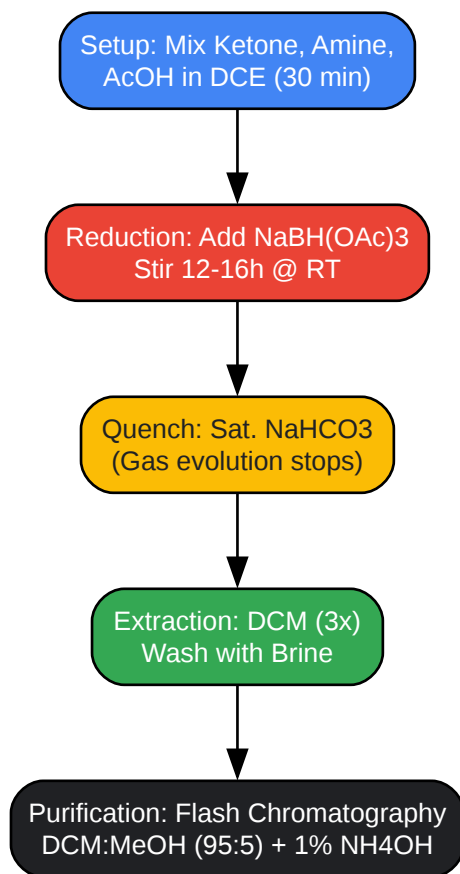 Setup: Mix Ketone, Amine,
AcOH in DCE (30 min)
Reduction: Add NaBH(OAc)3
Stir 12-16h @ RT
Quench: Sat. NaHCO3
(Gas evolution stops)
Extraction: DCM (3x)
Wash with Brine
Purification: Flash Chromatography
DCM:MeOH (95:5) + 1% NH4OH